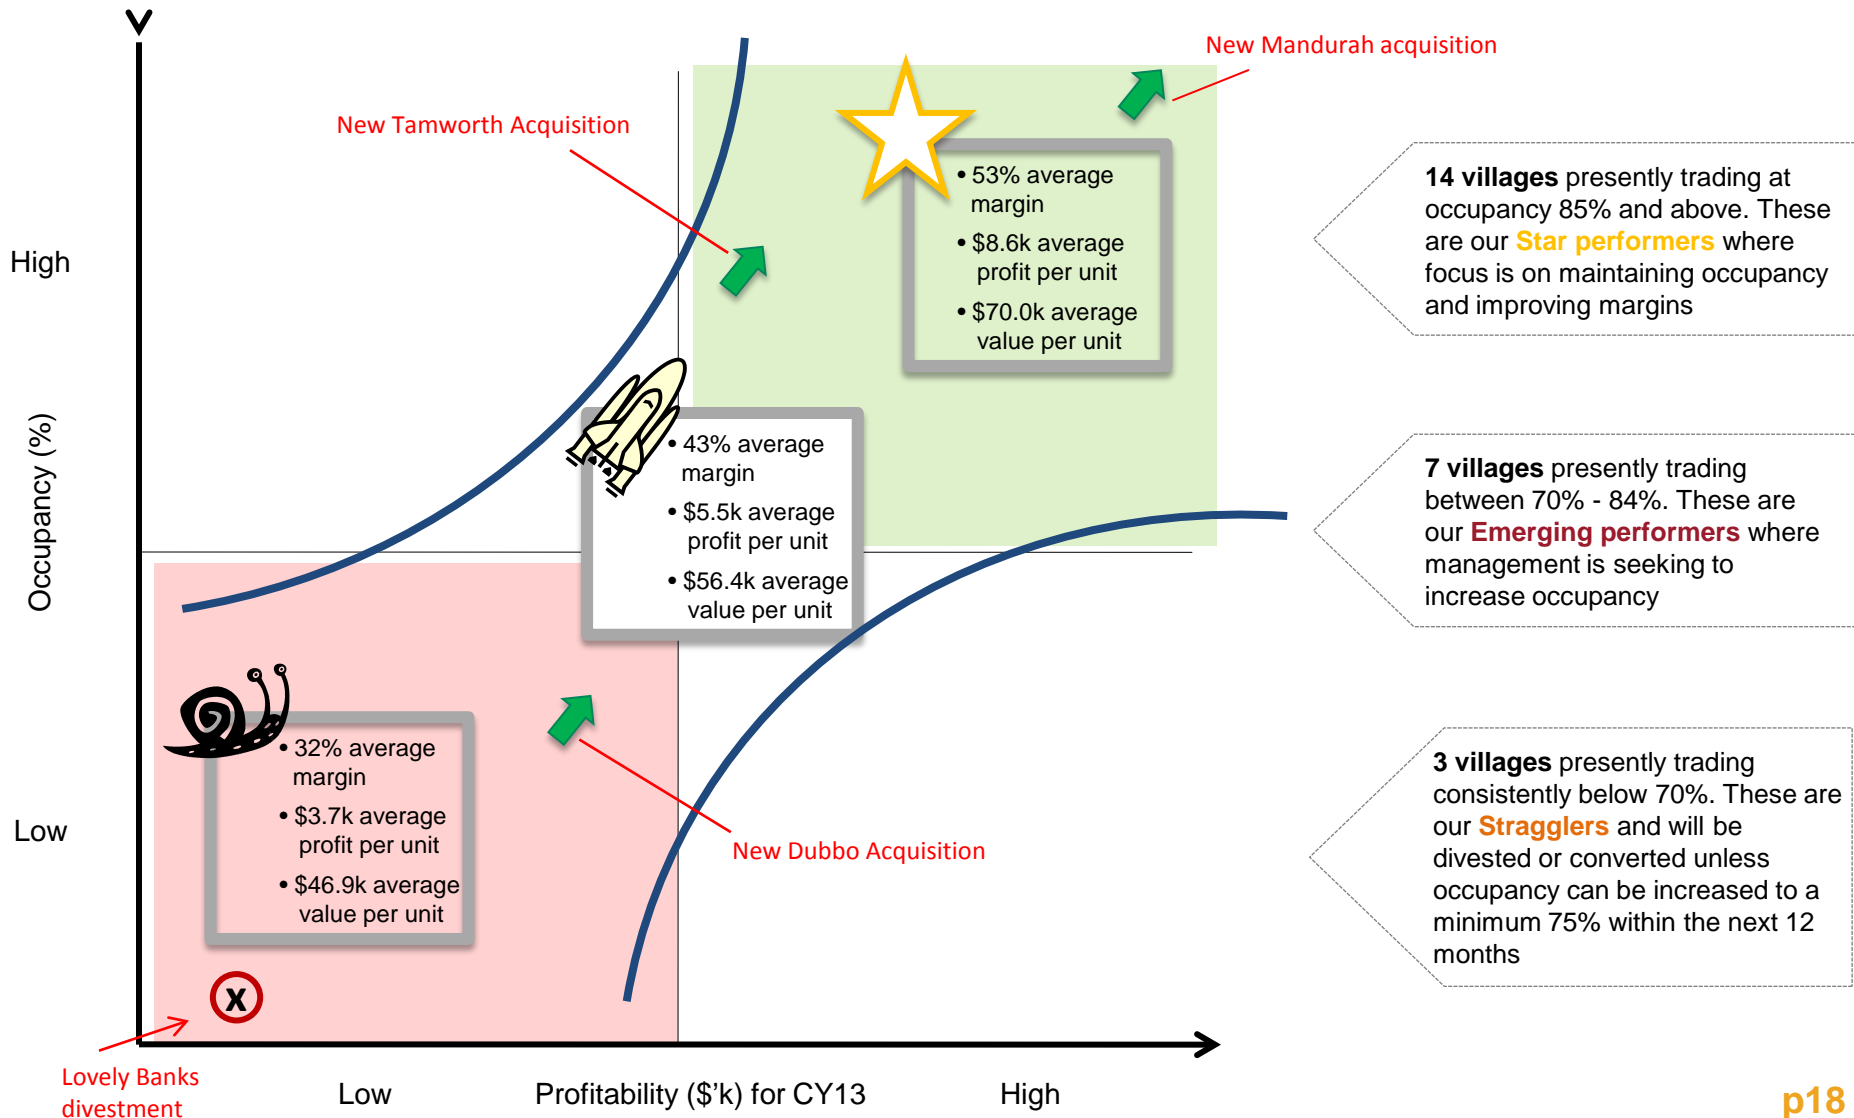 New Mandurah acquisition
New Tamworth Acquisition
• 53% average
margin
• $8.6k average
profit per unit
• $70.0k average
value per unit
14 villages presently trading at
occupancy 85% and above. These
are our Star performers where
focus is on maintaining occupancy
and improving margins
High
Occupancy (%)
• 43% average
margin
• $5.5k average
profit per unit
• $56.4k average
value per unit
7 villages presently trading
between 70% - 84%. These are
our Emerging performers where
management is seeking to
increase occupancy
• 32% average
margin
• $3.7k average
profit per unit
• $46.9k average
value per unit
Low
New Dubbo Acquisition
3 villages presently trading
consistently below 70%. These are
our Stragglers and will be
divested or converted unless
occupancy can be increased to a
minimum 75% within the next 12
months
X
Lovely Banks
divestment
Low
Profitability ($'k) for CY13
High
p18